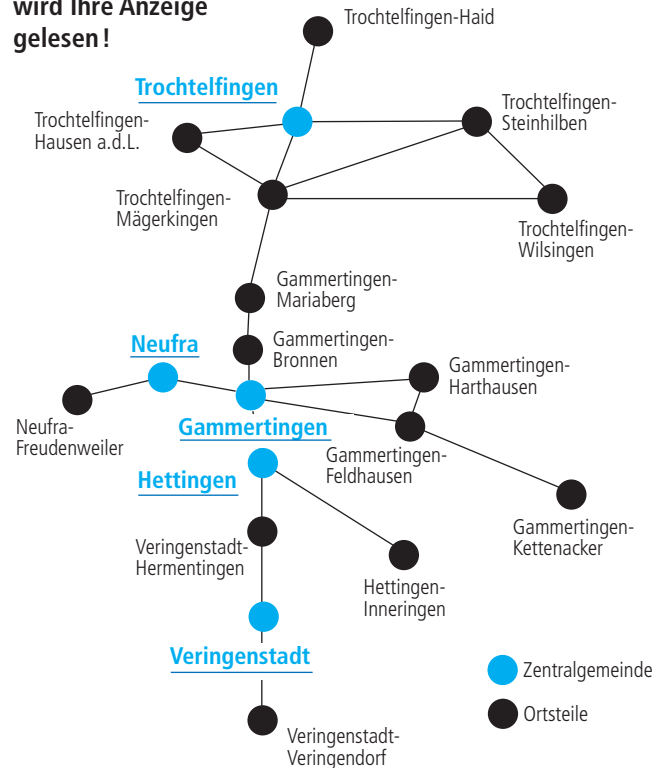 wird Ihre Anzeige
gelesen!
Trochtelfingen-Haid
Trochtelfingen
Trochtelfingen-
Steinhilben
Trochtelfingen-
Hausen a.d.L.
Trochtelfingen-
Mägerkingen
Trochtelfingen-
Wilsingen
Gammertingen-
Mariaberg
Gammertingen-
Bronnen
Neufra
Gammertingen-
Harthausen
Neufra-
Freudenweiler
Gammertingen
Gammertingen-
Feldhausen
Hettingen
Gammertingen-
Kettenacker
Veringenstadt-
Hermentingen
Hettingen-
Inneringen
Veringenstadt
Zentralgemeinde
Ortsteile
Veringenstadt-
Veringendorf